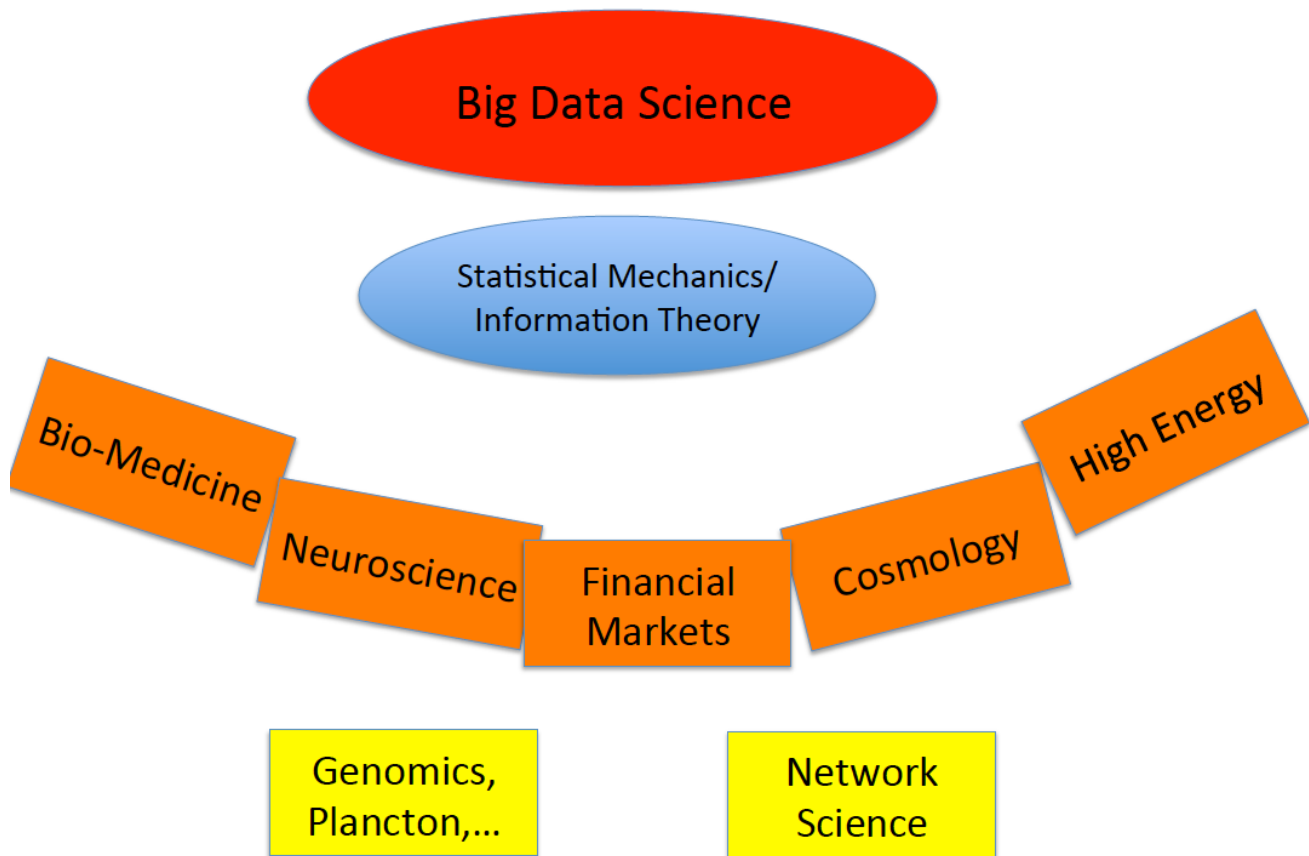 Big Data Science
Statistical Mechanics/
Information Theory
Bio-Medicine
Neuroscience
Financial
Markets
Cosmology
High Energy
Genomics,
Plancton,...
Network
Science